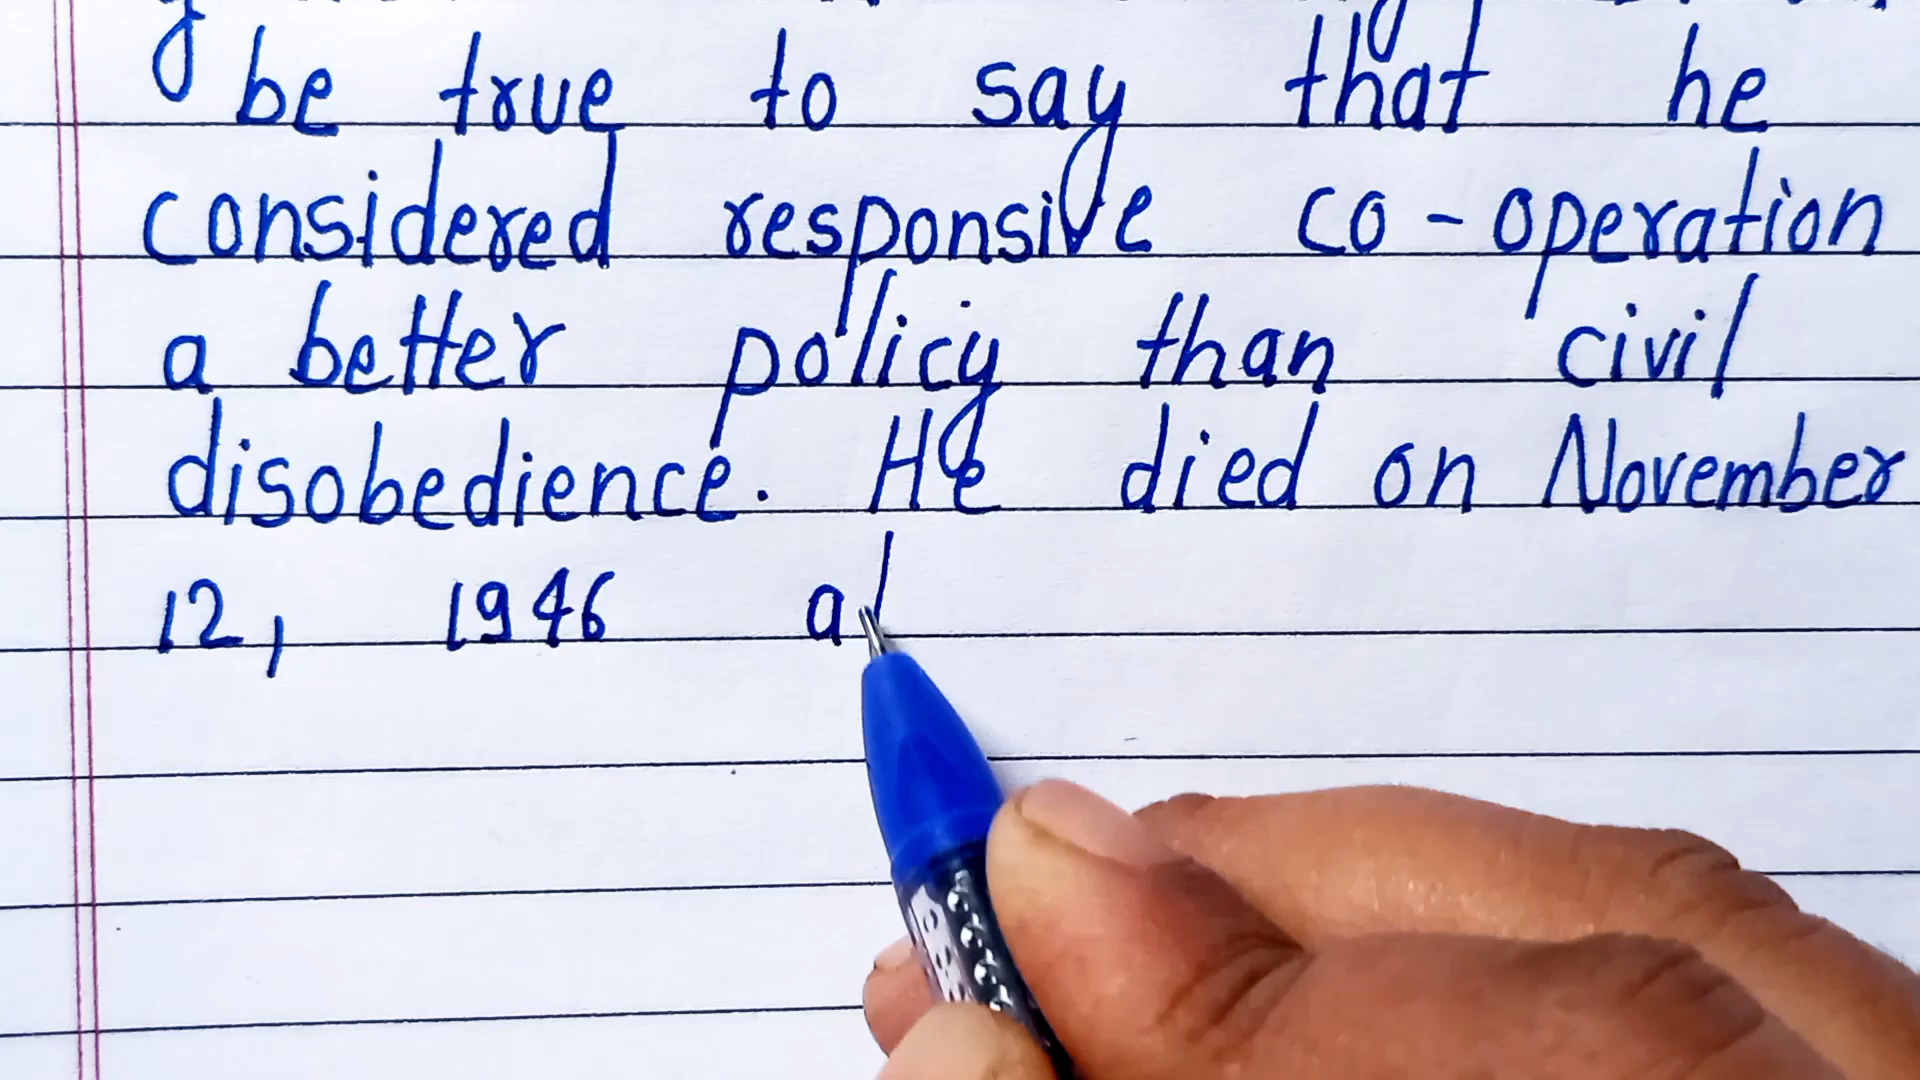 be true to say that he
considered responsive co-operation
a better policy than civil
disobedience. He died on November
12, 1946